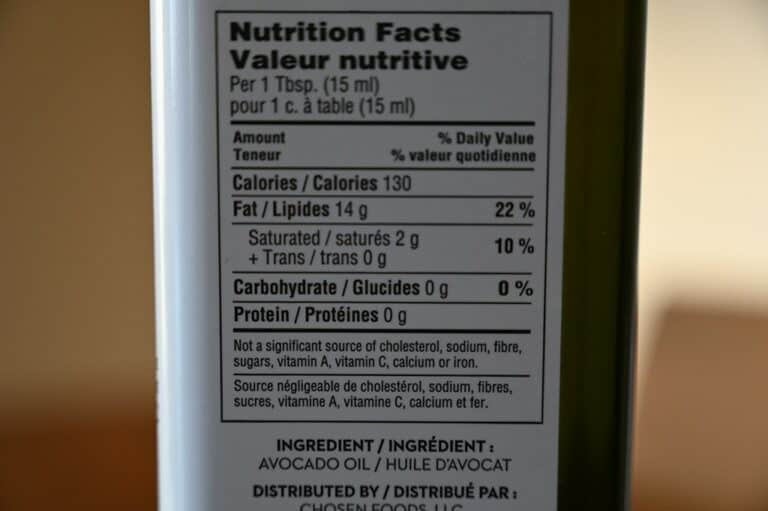 Nutrition Facts
Valeur nutritive
Per 1 Tbsp. (15 ml)
pour 1 c. à table (15 ml)
Amount % Daily Value
Teneur % valeur quotidienne
Calories / Calories 130
Fat / Lipides 14 g 22 %
Saturated / saturés 2 g
+ Trans / trans 0 g 10 %
Carbohydrate / Glucides 0 g 0 %
Protein / Protéines 0 g
Not a significant source of cholesterol, sodium, fibre,
sugars, vitamin A, vitamin C, calcium or iron.
Source négligeable de cholestérol, sodium, fibres,
sucres, vitamine A, vitamine C, calcium et fer.
INGREDIENT / INGRÉDIENT :
AVOCADO OIL / HUILE D'AVOCAT
DISTRIBUTED BY / DISTRIBUÉ PAR :
CHOSEN FOODS, LLC